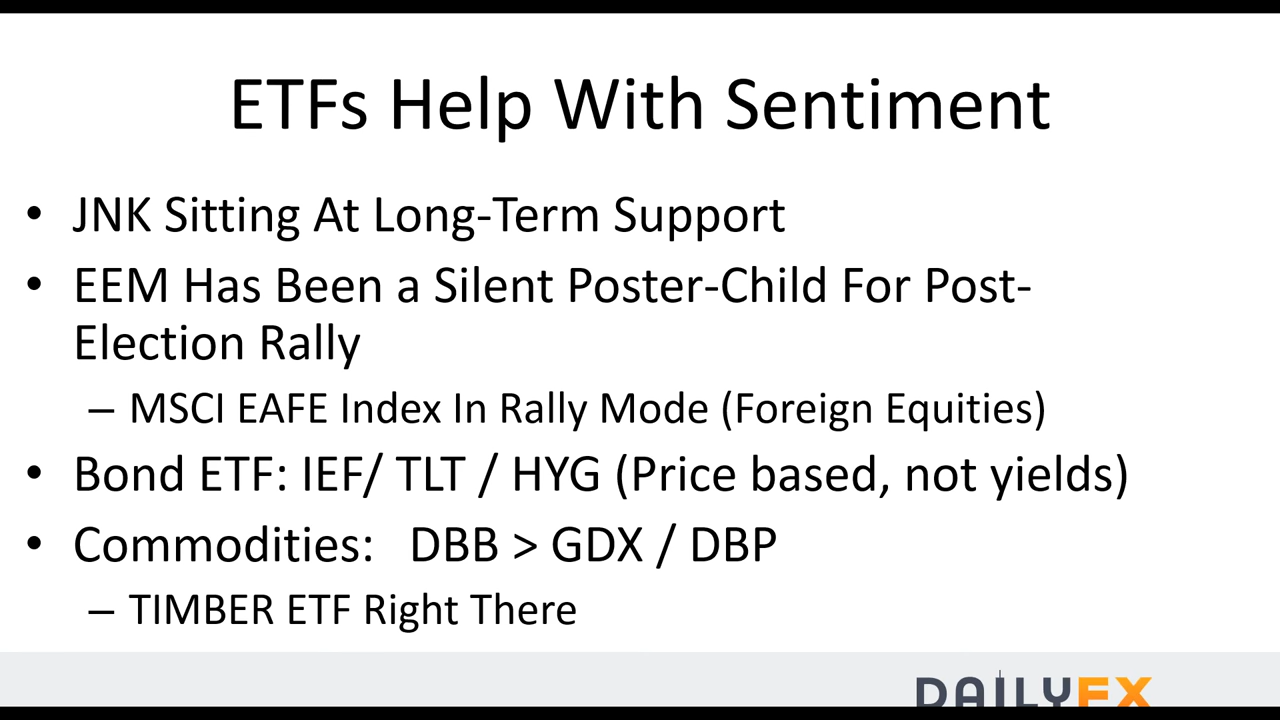 ETFs Help With Sentiment
• JNK Sitting At Long-Term Support
• EEM Has Been a Silent Poster-Child For Post-
Election Rally
– MSCI EAFE Index In Rally Mode (Foreign Equities)
• Bond ETF: IEF/ TLT / HYG (Price based, not yields)
• Commodities: DBB > GDX / DBP
– TIMBER ETF Right There
DAILYFX